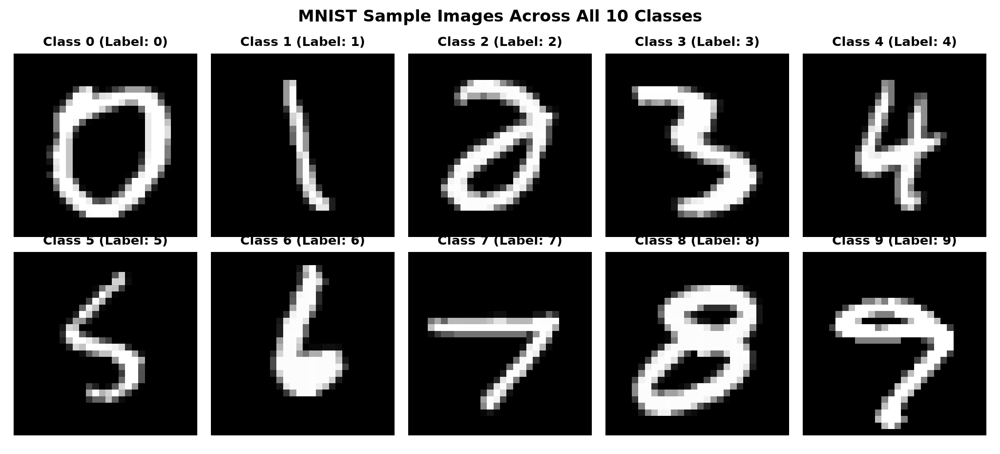 MNIST Sample Images Across All 10 Classes
Class 0 (Label: 0) Class 1 (Label: 1) Class 2 (Label: 2) Class 3 (Label: 3) Class 4 (Label: 4)
0 1 2 3 4
Class 5 (Label: 5) Class 6 (Label: 6) Class 7 (Label: 7) Class 8 (Label: 8) Class 9 (Label: 9)
5 6 7 8 9